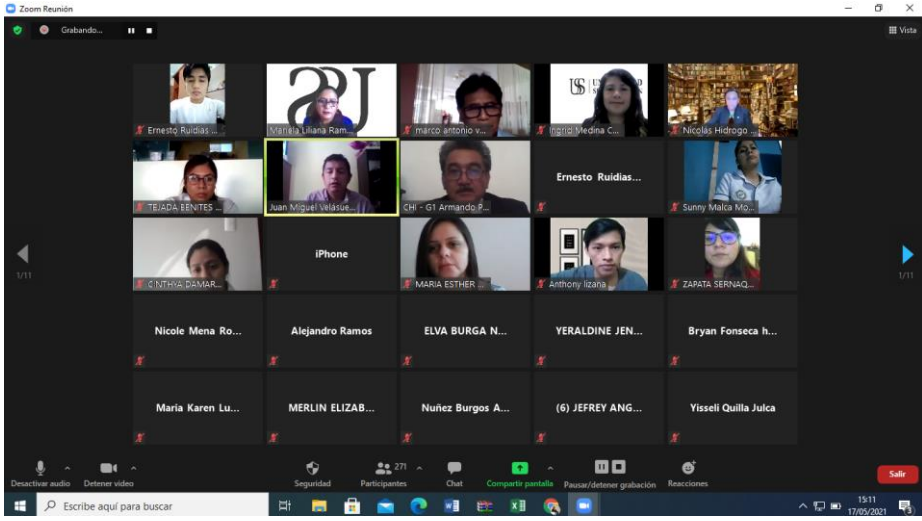 Zoom Reunión
Grabando...
Vista
Ernesto Ruidias ...
Mariela Liliana Ram...
marco antonio v...
Ingrid Medina C...
Nicolás Hidrogo ...
TEJADA BENITES ...
Juan Miguel Velásue...
CHI - G1 Armando P...
Ernesto Ruidias...
Sunny Malca Mo...
CINTHYA DAMAR...
iPhone
MARIA ESTHER ...
Anthony lizana
ZAPATA SERNAQ...
1/11
1/11
Nicole Mena Ro...
Alejandro Ramos
ELVA BURGA N...
YERALDINE JEN...
Bryan Fonseca h...
Maria Karen Lu...
MERLIN ELIZAB...
Nuñez Burgos A...
(6) JEFREY ANG...
Yisseli Quilla Julca
Desactivar audio
Detener video
Seguridad
271
Participantes
Chat
Compartir pantalla
Pausar/detener grabación
Reacciones
Salir
Escribe aquí para buscar
15:11
17/05/2021